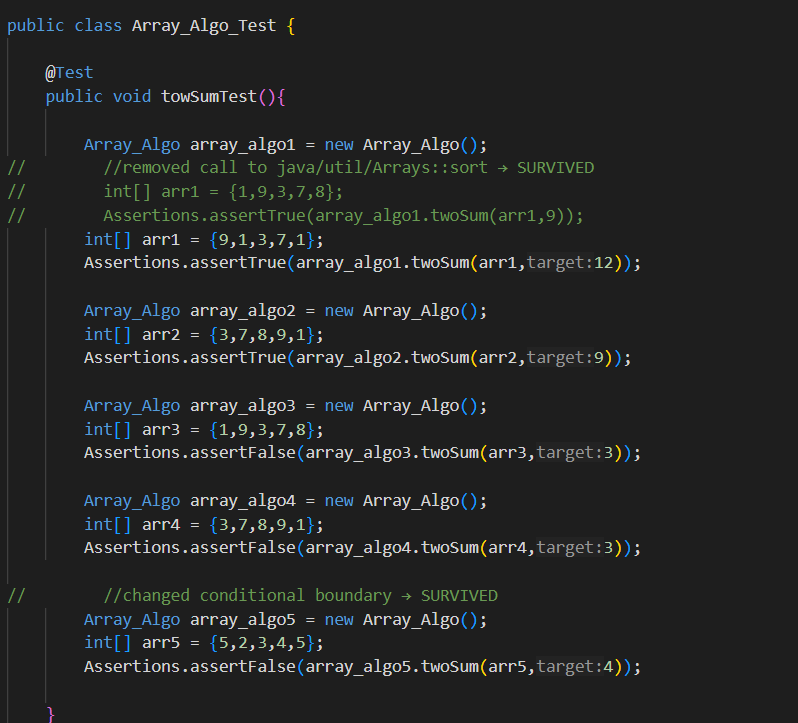 public class Array_Algo_Test {
@Test
public void towSumTest(){
Array_Algo array_algo1 = new Array_Algo();
// //removed call to java/util/Arrays::sort → SURVIVED
// int[] arr1 = {1,9,3,7,8};
// Assertions.assertTrue(array_algo1.twoSum(arr1,9));
int[] arr1 = {9,1,3,7,1};
Assertions.assertTrue(array_algo1.twoSum(arr1,target:12));
Array_Algo array_algo2 = new Array_Algo();
int[] arr2 = {3,7,8,9,1};
Assertions.assertTrue(array_algo2.twoSum(arr2,target:9));
Array_Algo array_algo3 = new Array_Algo();
int[] arr3 = {1,9,3,7,8};
Assertions.assertFalse(array_algo3.twoSum(arr3,target:3));
Array_Algo array_algo4 = new Array_Algo();
int[] arr4 = {3,7,8,9,1};
Assertions.assertFalse(array_algo4.twoSum(arr4,target:3));
// //changed conditional boundary → SURVIVED
Array_Algo array_algo5 = new Array_Algo();
int[] arr5 = {5,2,3,4,5};
Assertions.assertFalse(array_algo5.twoSum(arr5,target:4));
}